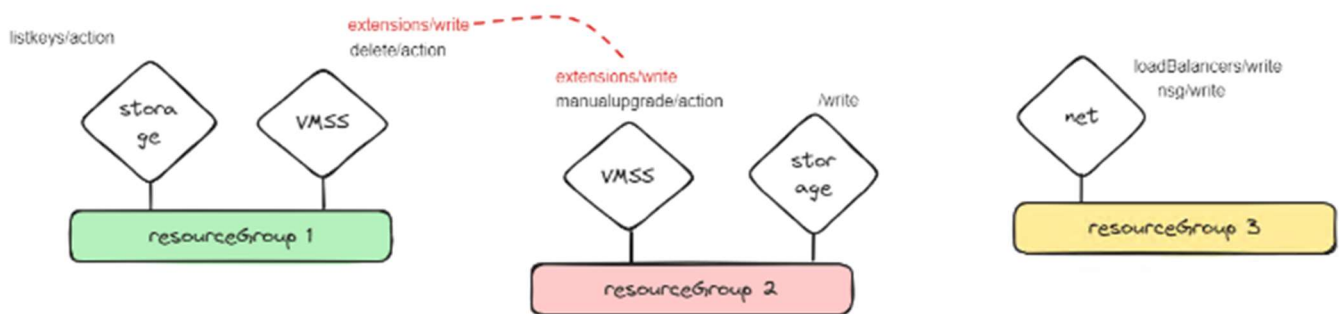 listkeys/action
extensions/write
delete/action
stora
ge
VMSS
resourceGroup 1
extensions/write
manualupgrade/action
/write
VMSS
stor
age
resourceGroup 2
loadBalancers/write
nsg/write
net
resourceGroup 3